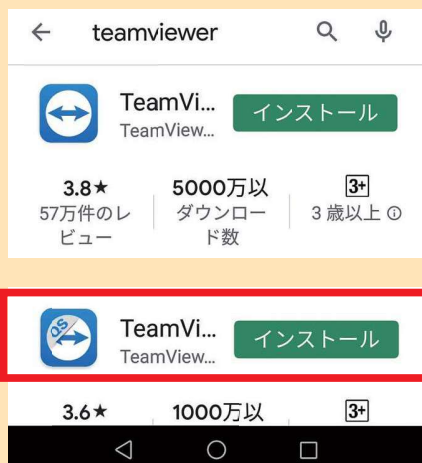 teamviewer
TeamVi...
インストール
TeamView...
3.8★
5000万以
3+
57万件のレ
ダウンロー
3 歳以上
ビュー
ド数
QS
TeamVi...
インストール
TeamView...
3.6★
1000万以
3+